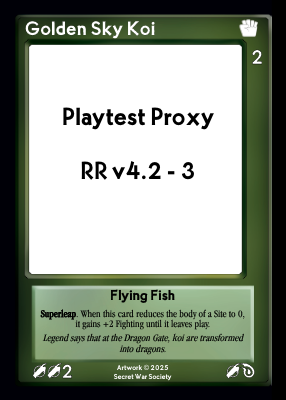 Golden Sky Koi
2
Playtest Proxy
RR v4.2 - 3
Flying Fish
Superleap. When this card reduces the body of a Site to 0,
it gains +2 Fighting until it leaves play.
Legend says that at the Dragon Gate, koi are transformed
into dragons.
2
Artwork © 2025
Secret War Society